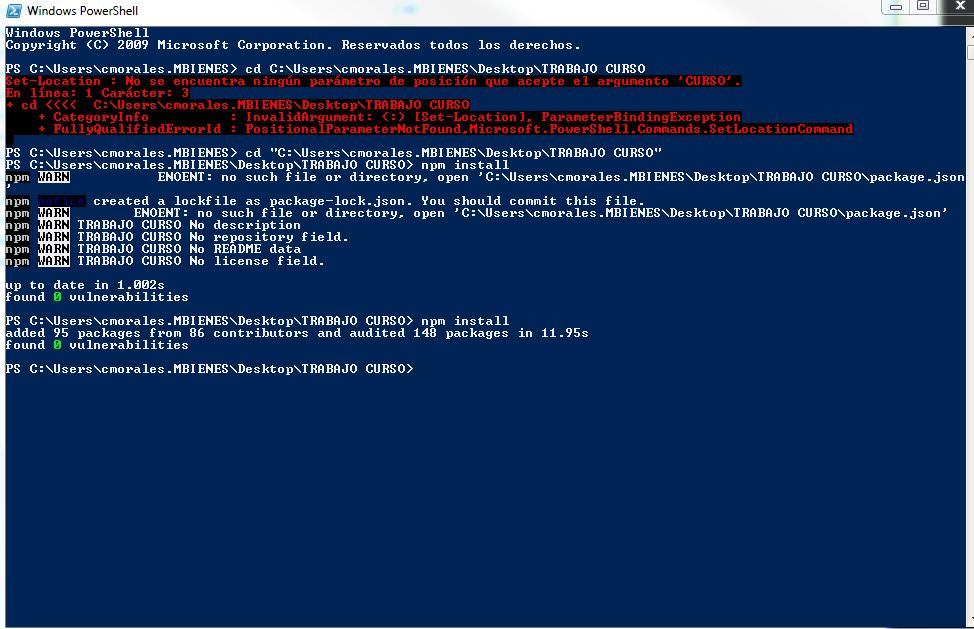 Windows PowerShell
Windows PowerShell
Copyright (C) 2009 Microsoft Corporation. Reservados todos los derechos.
PS C:\Users\cmorales.MBIENES> cd C:\Users\cmorales.MBIENES\Desktop\TRABAJO CURSO
Set-Location : No se encuentra ningún parámetro de posición que acepte el argumento 'CURSO'.
En línea: 1 Carácter: 3
+ cd <<<<  C:\Users\cmorales.MBIENES\Desktop\TRABAJO CURSO
    + CategoryInfo          : InvalidArgument: (:) [Set-Location], ParameterBindingException
    + FullyQualifiedErrorId : PositionalParameterNotFound,Microsoft.PowerShell.Commands.SetLocationCommand
PS C:\Users\cmorales.MBIENES> cd "C:\Users\cmorales.MBIENES\Desktop\TRABAJO CURSO"
PS C:\Users\cmorales.MBIENES\Desktop\TRABAJO CURSO> npm install
npm WARN           ENOENT: no such file or directory, open 'C:\Users\cmorales.MBIENES\Desktop\TRABAJO CURSO\package.json
'
npm notice created a lockfile as package-lock.json. You should commit this file.
npm WARN        ENOENT: no such file or directory, open 'C:\Users\cmorales.MBIENES\Desktop\TRABAJO CURSO\package.json'
npm WARN TRABAJO CURSO No description
npm WARN TRABAJO CURSO No repository field.
npm WARN TRABAJO CURSO No README data
npm WARN TRABAJO CURSO No license field.
up to date in 1.002s
found 0 vulnerabilities
PS C:\Users\cmorales.MBIENES\Desktop\TRABAJO CURSO> npm install
added 95 packages from 86 contributors and audited 148 packages in 11.95s
found 0 vulnerabilities
PS C:\Users\cmorales.MBIENES\Desktop\TRABAJO CURSO>